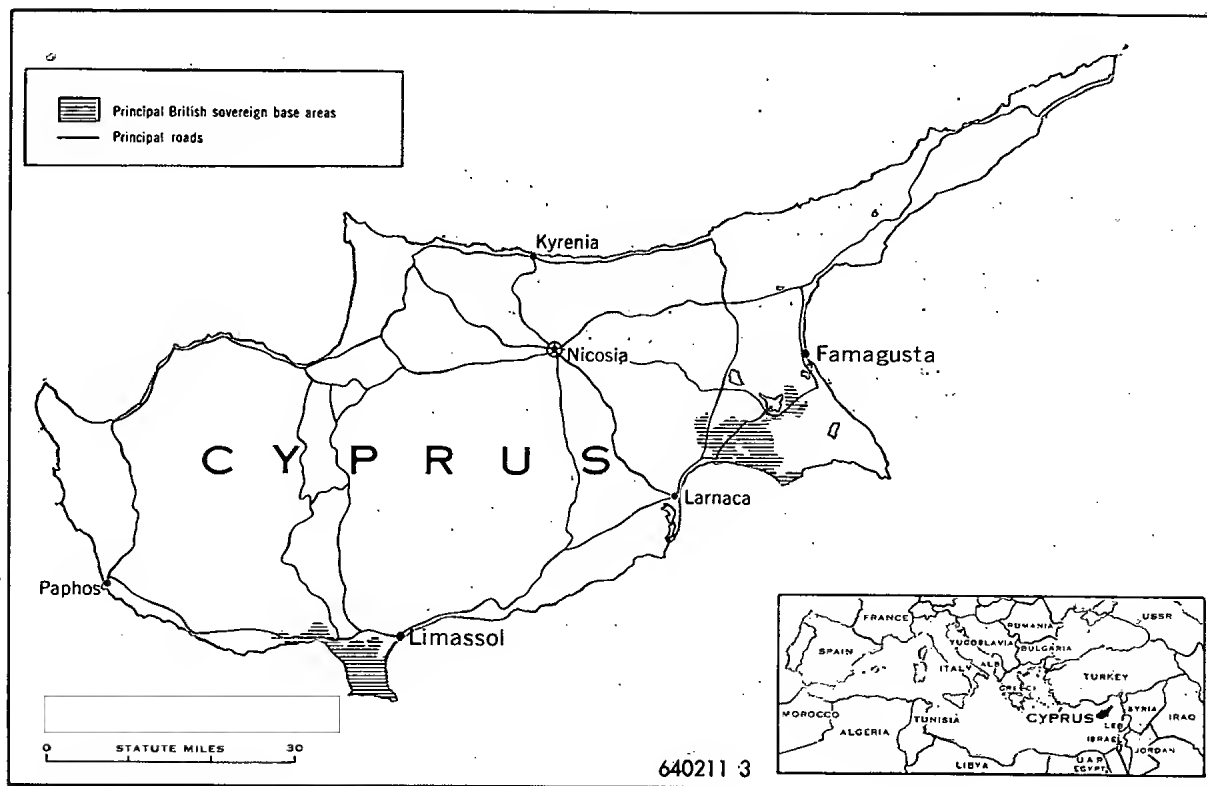 Principal British sovereign base areas
Principal roads
Kyrenia
Nicosia
Famagusta
CYPRUS
Larnaca
Paphos
Limassol
0 STATUTE MILES 30
640211 3
FRANCE
USSR
RUMANIA
YUGOSLAVIA
BULGARIA
SPAIN
ITALY
ALB
GREECE
TURKEY
MOROCCO
ALGERIA
TUNISIA
CYPRUS
SYRIA
LEB
IRAQ
ISRAEL
JORDAN
LIBYA
U A R
EGYPT